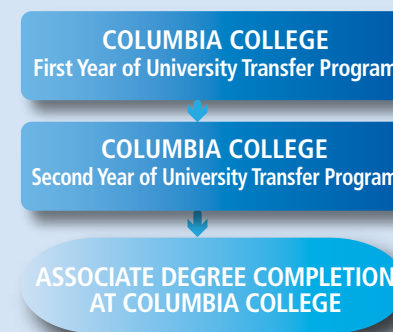 COLUMBIA COLLEGE
First Year of University Transfer Program
COLUMBIA COLLEGE
Second Year of University Transfer Program
ASSOCIATE DEGREE COMPLETION
AT COLUMBIA COLLEGE